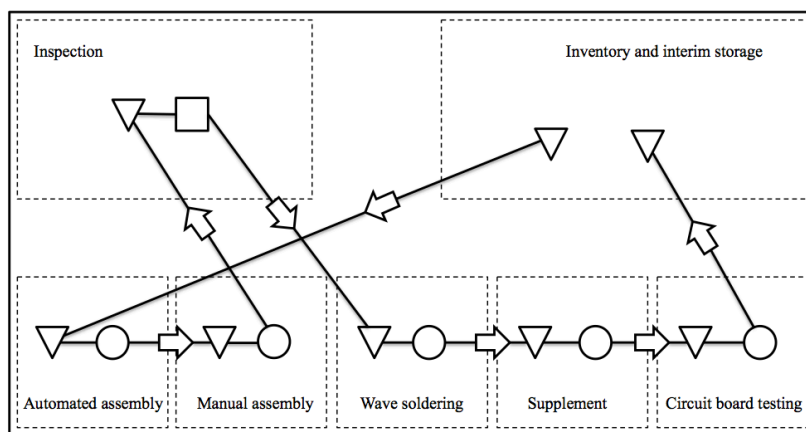 Inspection
Inventory and interim storage
Automated assembly
Manual assembly
Wave soldering
Supplement
Circuit board testing